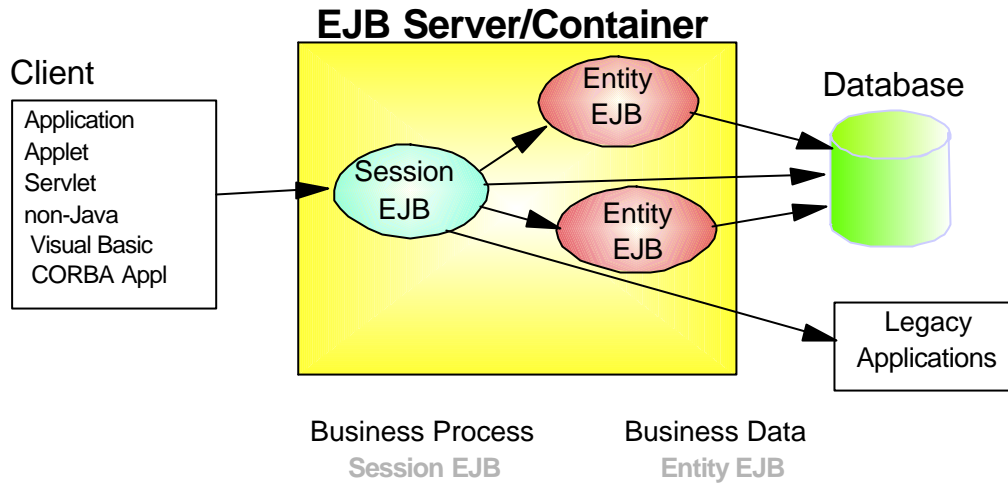 EJB Server/Container
Client
Application
Applet
Servlet
non-Java
Visual Basic
CORBA Appl
Session
EJB
Entity
EJB
Entity
EJB
Database
Legacy
Applications
Business Process
Session EJB
Business Data
Entity EJB